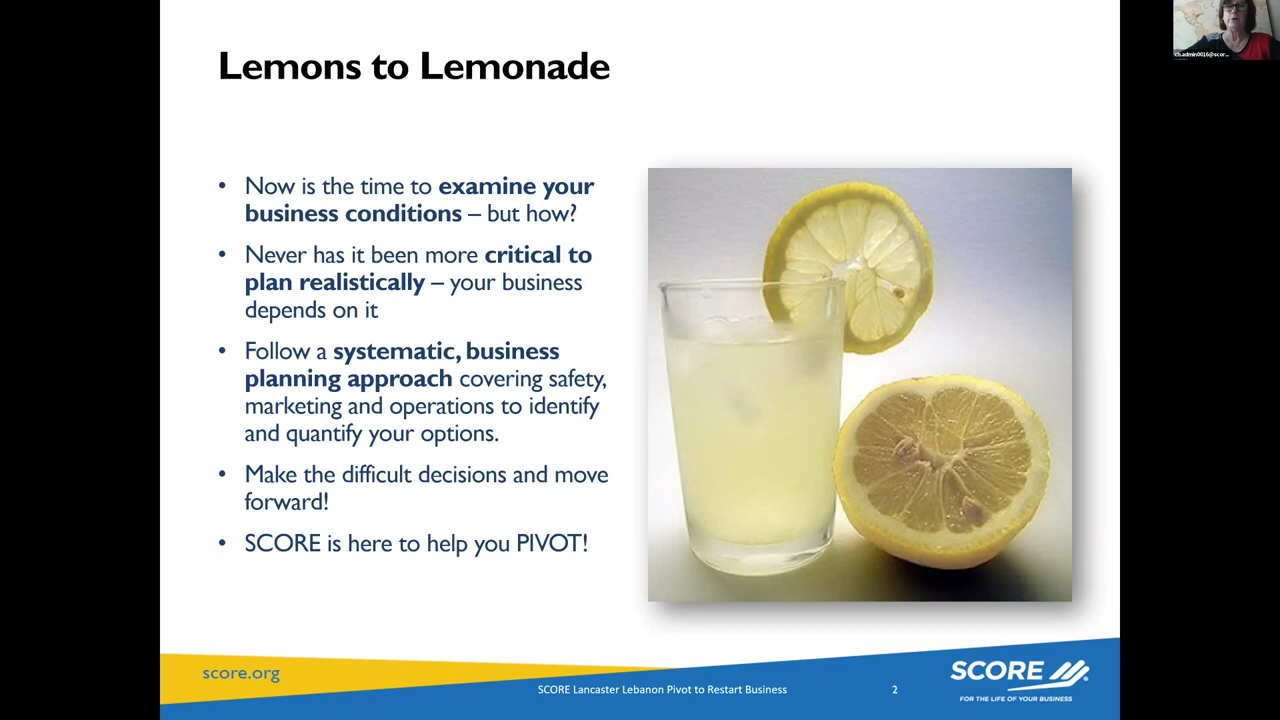 ch.admin0016@scor...
Lemons to Lemonade
• Now is the time to examine your
business conditions – but how?
• Never has it been more critical to
plan realistically – your business
depends on it
• Follow a systematic, business
planning approach covering safety,
marketing and operations to identify
and quantify your options.
• Make the difficult decisions and move
forward!
• SCORE is here to help you PIVOT!
score.org
SCORE Lancaster Lebanon Pivot to Restart Business
2
SCORE
FOR THE LIFE OF YOUR BUSINESS